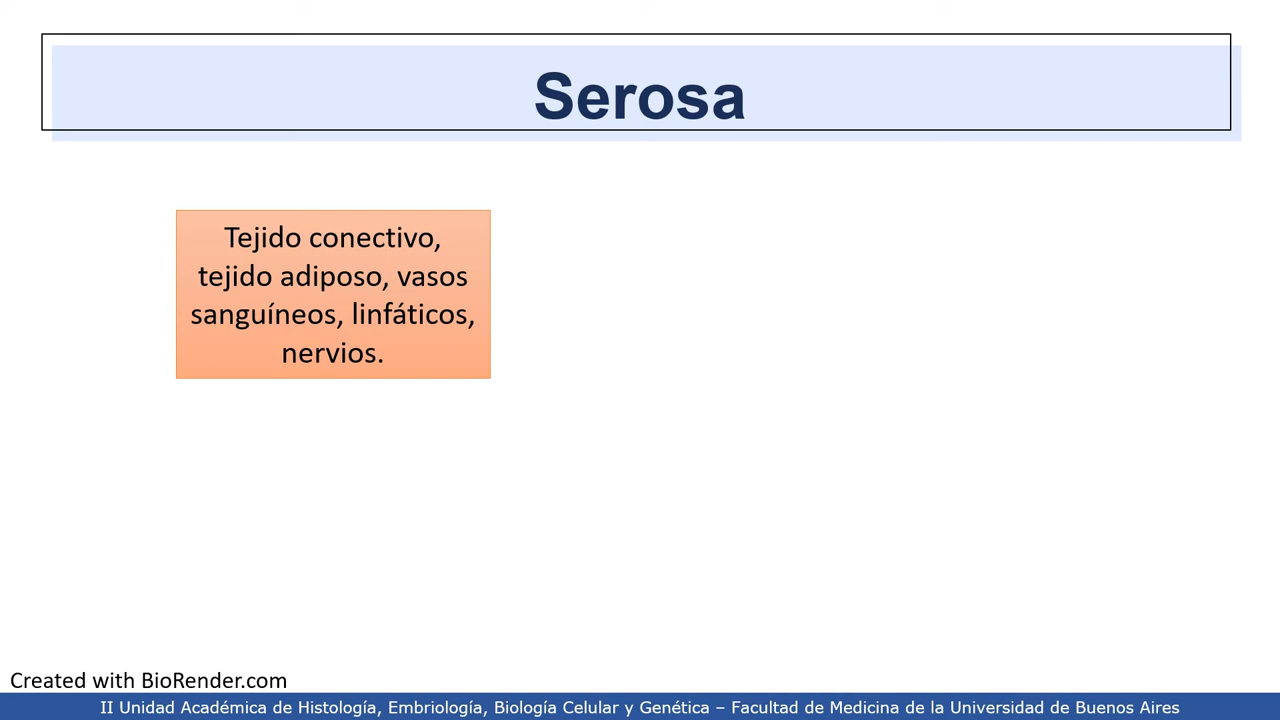 Serosa
Tejido conectivo,
tejido adiposo, vasos
sanguíneos, linfáticos,
nervios.
Created with BioRender.com
II Unidad Académica de Histología, Embriología, Biología Celular y Genética – Facultad de Medicina de la Universidad de Buenos Aires